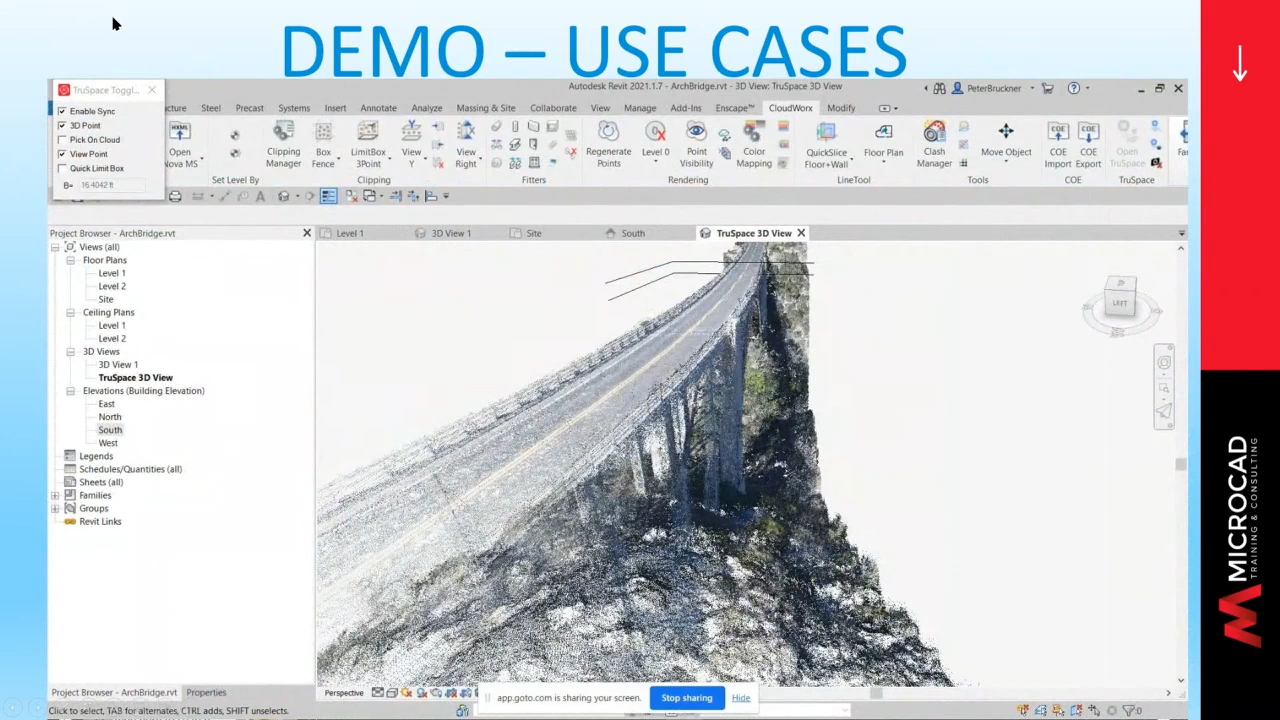 DEMO – USE CASES
TruSpace Toggl...
Autodesk Revit 2021.1.7 - ArchBridge.rvt - 3D View: TruSpace 3D View
PeterBruckner
Steel Precast Systems Insert Annotate Analyze Massing & Site Collaborate View Manage Add-Ins Enscape™ CloudWorx Modify
Enable Sync
3D Point
Pick On Cloud
View Point
Quick Limit Box
B= 16.4042 ft
Open
Nova MS
Set Level By
Clipping
Manager
Box
Fence
LimitBox
3Point
View
Y
View
Right
Clipping
Fitters
Regenerate
Points
Level 0
Point
Visibility
Color
Mapping
Rendering
QuickSlice
Floor+Wall
Floor Plan
LineTool
Clash
Manager
Move Object
Tools
COE
Import
COE
Export
COE
Open
TruSpace
TruSpace
Project Browser - ArchBridge.rvt
Level 1
3D View 1
Site
South
TruSpace 3D View
Views (all)
Floor Plans
Level 1
Level 2
Site
Ceiling Plans
Level 1
Level 2
3D Views
3D View 1
TruSpace 3D View
Elevations (Building Elevation)
East
North
South
West
Legends
Schedules/Quantities (all)
Sheets (all)
Families
Groups
Revit Links
LEFT
Project Browser - ArchBridge.rvt
Properties
Perspective
app.goto.com is sharing your screen.
Stop sharing
Hide
Click to select, TAB for alternates, CTRL adds, SHIFT unselects.
:0
MICROCAD
TRAINING & CONSULTING